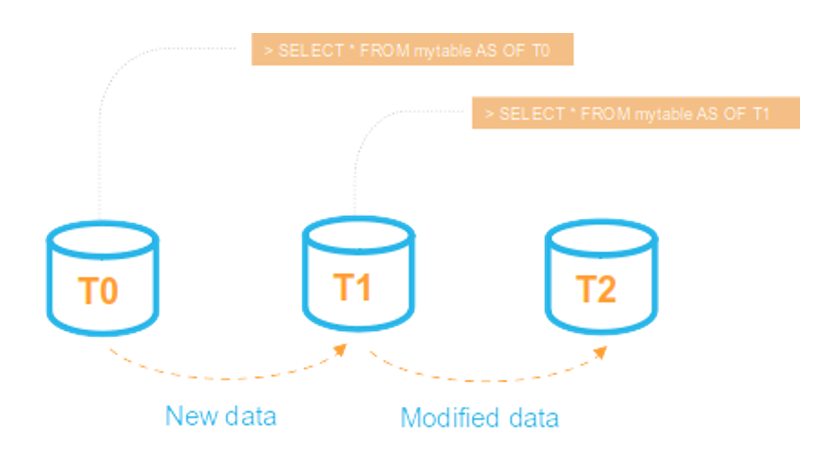 > SELECT * FROM mytable AS OF T0
> SELECT * FROM mytable AS OF T1
T0
T1
T2
New data
Modified data